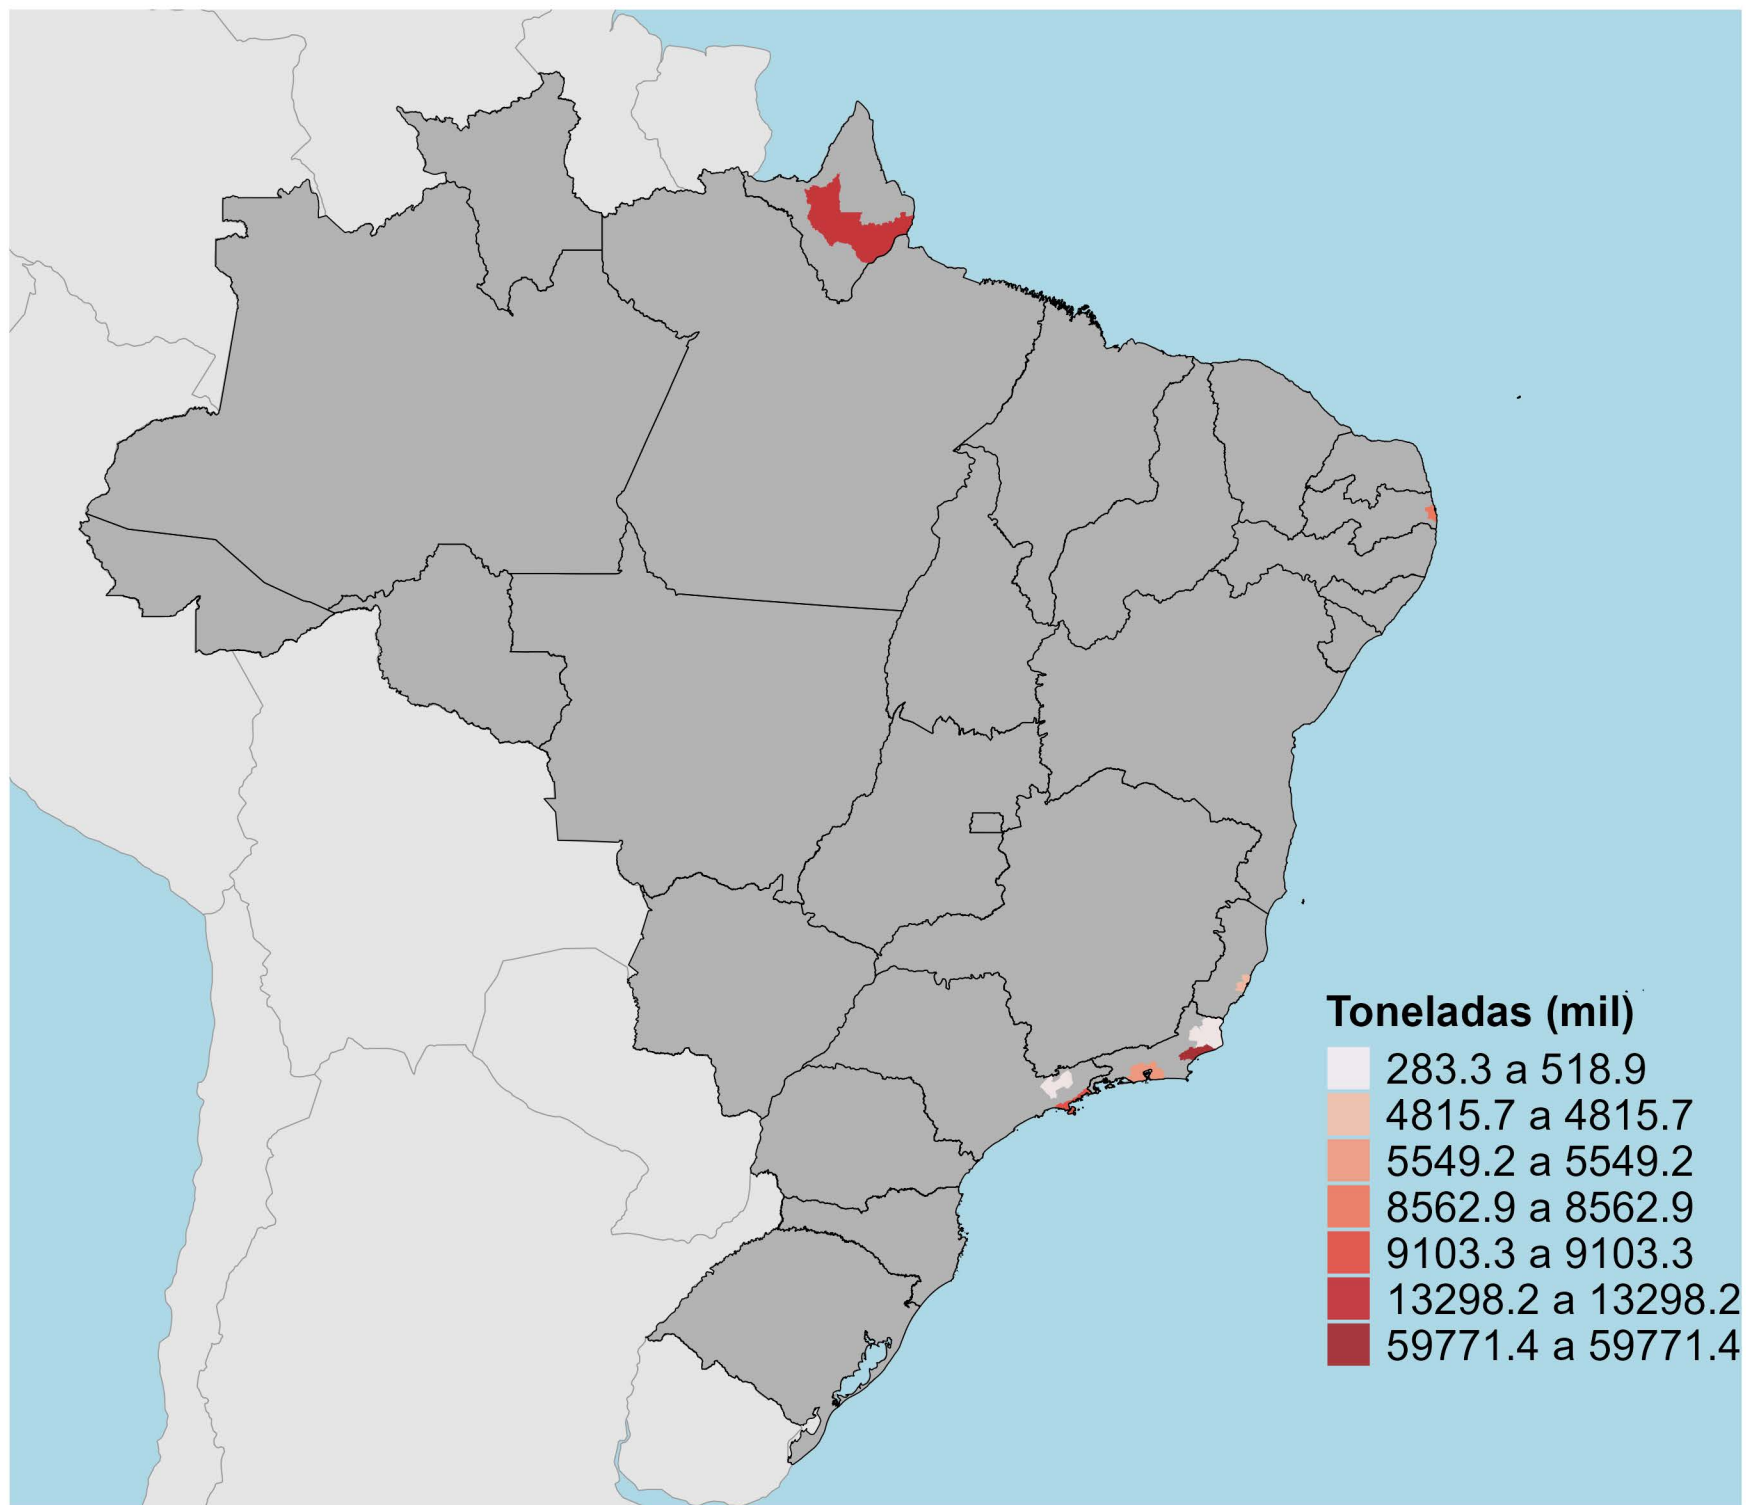 Toneladas (mil)
283.3 a 518.9
4815.7 a 4815.7
5549.2 a 5549.2
8562.9 a 8562.9
9103.3 a 9103.3
13298.2 a 13298.2
59771.4 a 59771.4